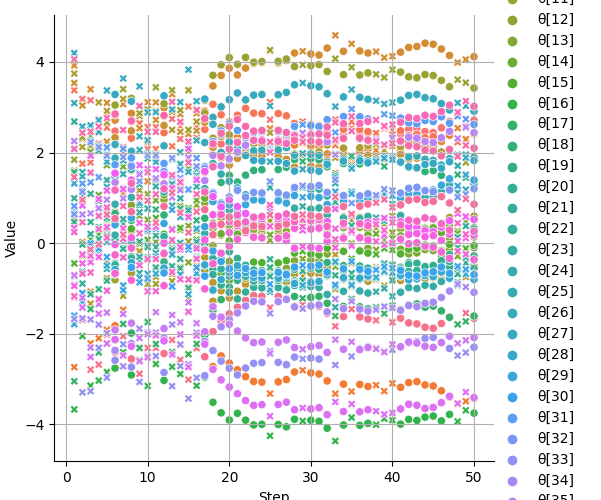 θ[11]
θ[12]
θ[13]
θ[14]
θ[15]
θ[16]
θ[17]
θ[18]
θ[19]
θ[20]
θ[21]
θ[22]
θ[23]
θ[24]
θ[25]
θ[26]
θ[27]
θ[28]
θ[29]
θ[30]
θ[31]
θ[32]
θ[33]
θ[34]
θ[35]
4
2
0
−2
−4
Value
0
10
20
30
40
50
Step